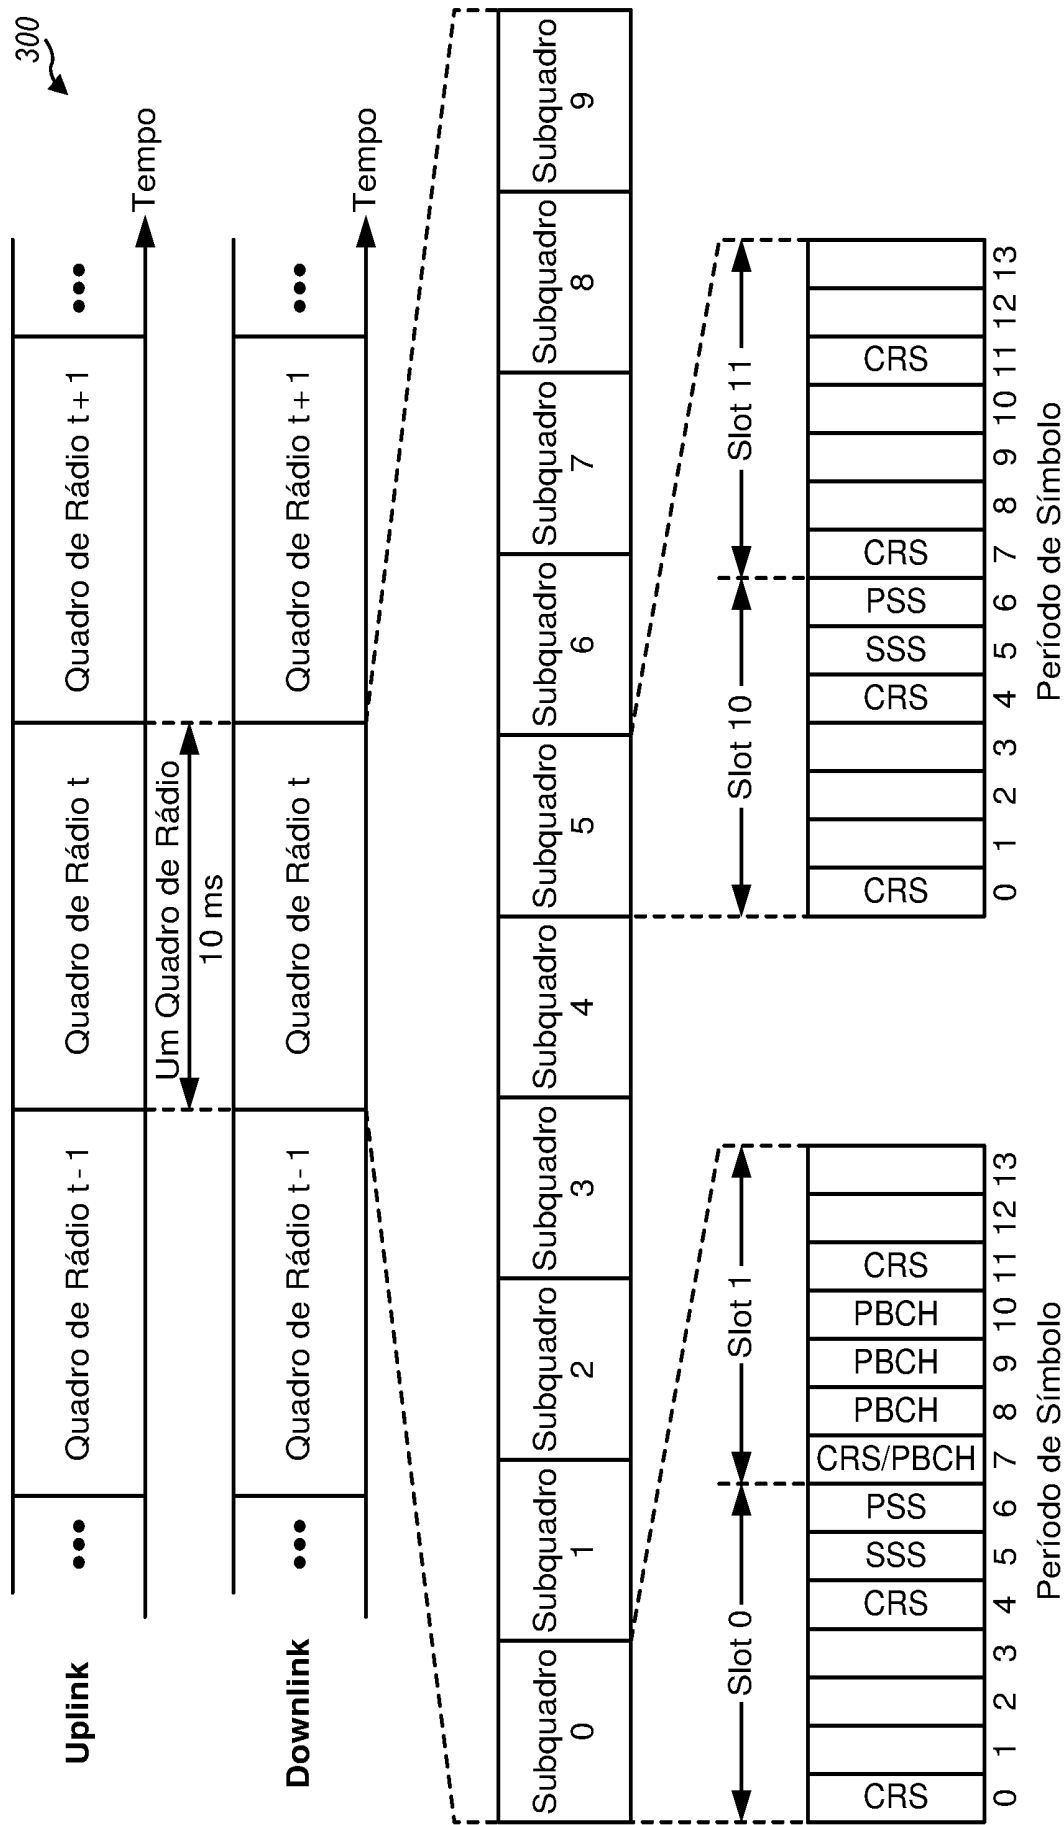 300
Uplink
Quadro de Rádio t-1
Quadro de Rádio t
Quadro de Rádio t+1
Tempo
Um Quadro de Rádio
10 ms
Downlink
Quadro de Rádio t-1
Quadro de Rádio t
Quadro de Rádio t+1
Tempo
Subquadro
0
Subquadro
1
Subquadro
2
Subquadro
3
Subquadro
4
Subquadro
5
Subquadro
6
Subquadro
7
Subquadro
8
Subquadro
9
Slot 0
Slot 1
CRS
CRS
SSS
PSS
CRS/PBCH
PBCH
PBCH
PBCH
CRS
0 1 2 3 4 5 6 7 8 9 10 11 12 13
Período de Símbolo
Slot 10
Slot 11
CRS
CRS
SSS
PSS
CRS
CRS
0 1 2 3 4 5 6 7 8 9 10 11 12 13
Período de Símbolo